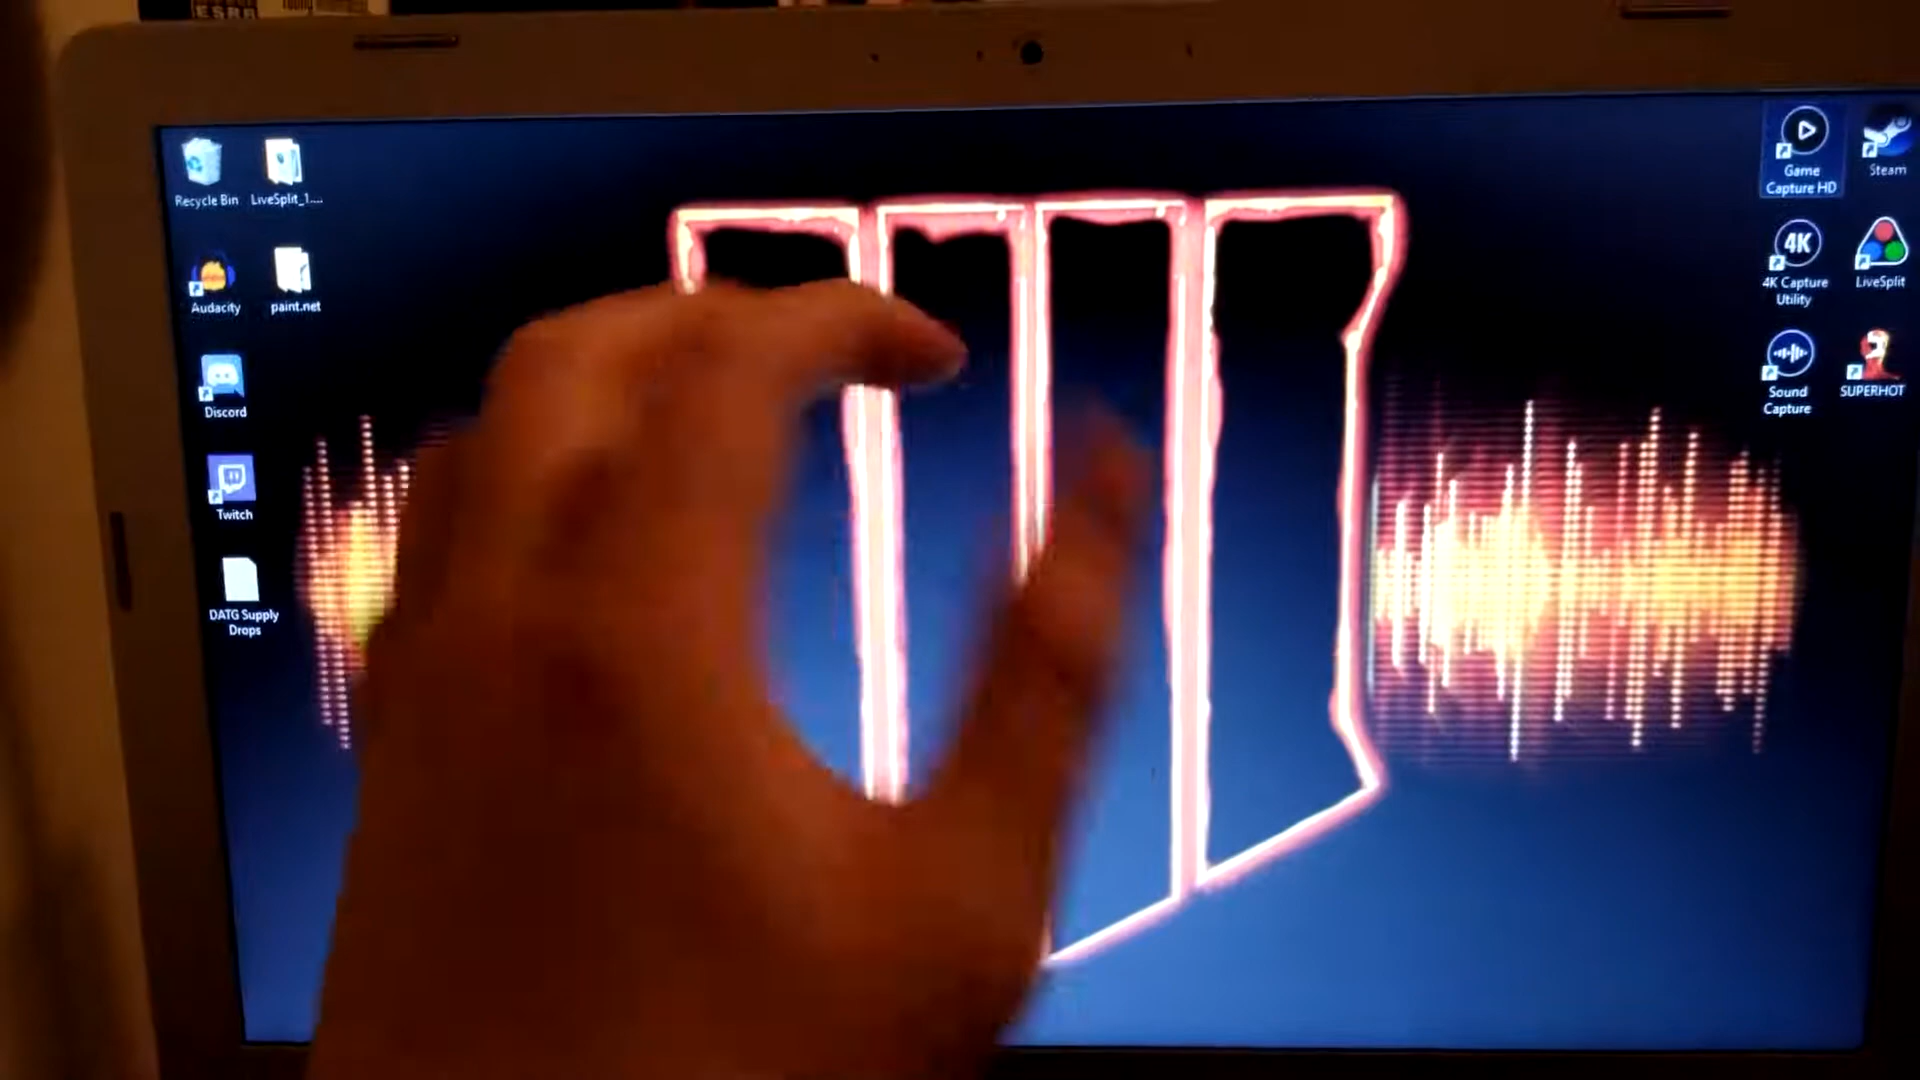 ESRB
Recycle Bin
LiveSplit_1....
Audacity
paint.net
Discord
Twitch
DATG Supply
Drops
Game
Capture HD
Steam
4K
4K Capture
Utility
LiveSplit
Sound
Capture
SUPERHOT